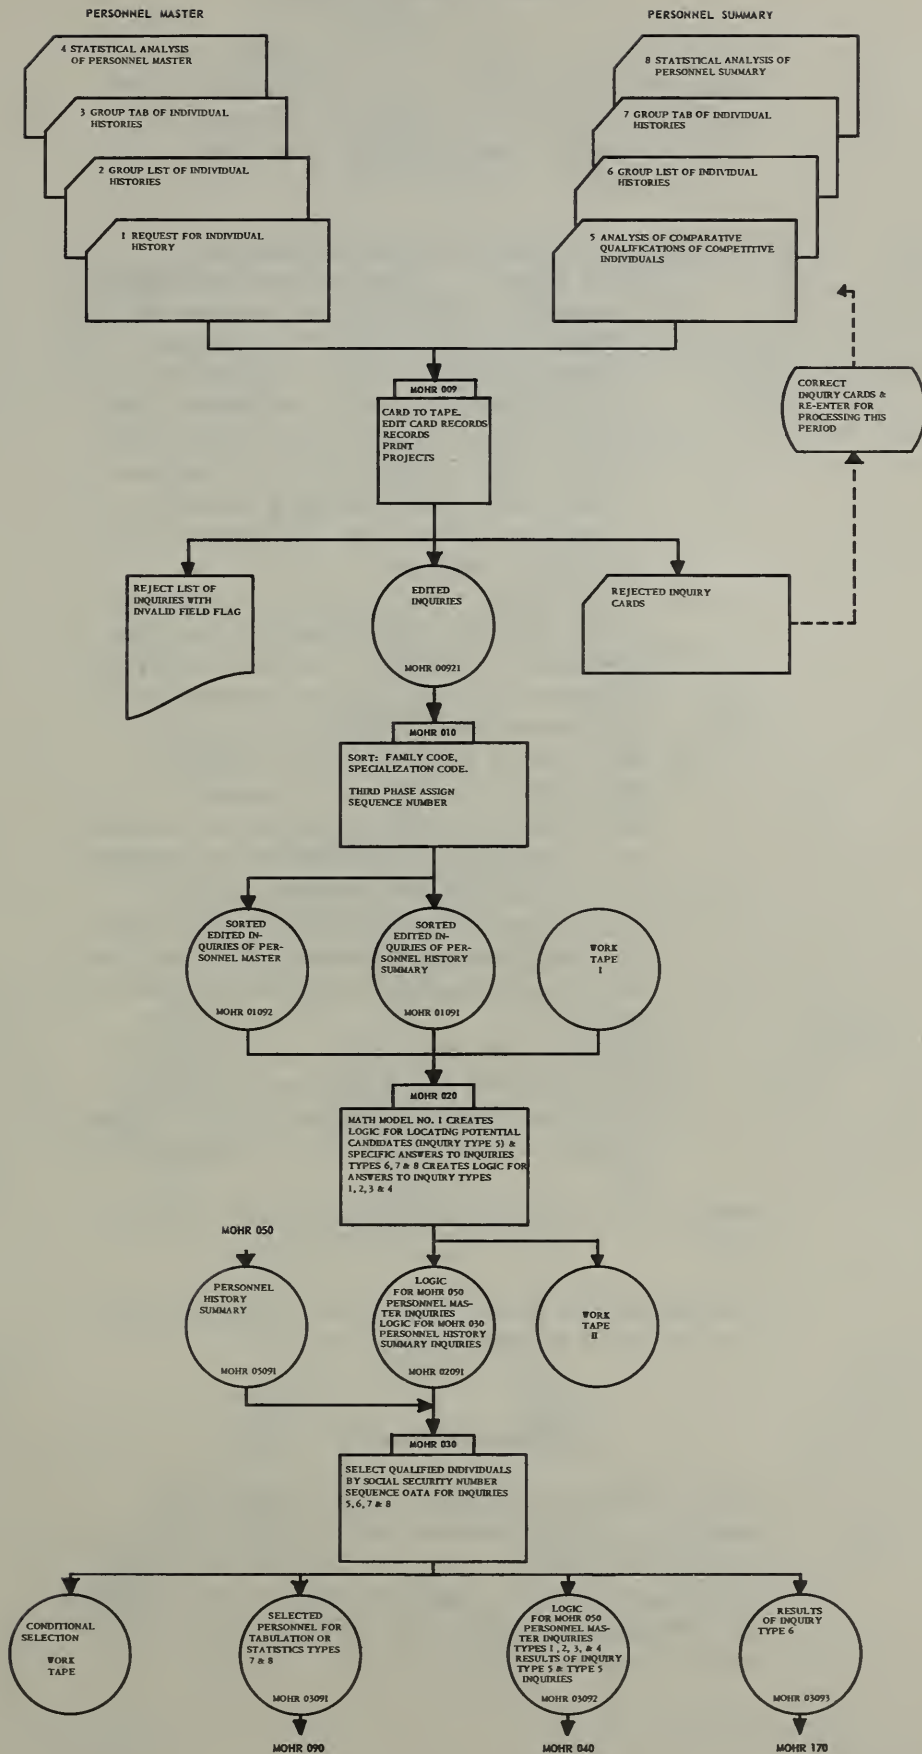 PERSONNEL MASTER
PERSONNEL SUMMARY
4 STATISTICAL ANALYSIS
OF PERSONNEL MASTER
3 GROUP TAB OF INDIVIDUAL
HISTORIES
2 GROUP LIST OF INDIVIDUAL
HISTORIES
1 REQUEST FOR INDIVIDUAL
HISTORY
8 STATISTICAL ANALYSIS OF
PERSONNEL SUMMARY
7 GROUP TAB OF INDIVIDUAL
HISTORIES
6 GROUP LIST OF INDIVIDUAL
HISTORIES
5 ANALYSIS OF COMPARATIVE
QUALIFICATIONS OF COMPETITIVE
INDIVIDUALS
CORRECT
INQUIRY CARDS &
RE-ENTER FOR
PROCESSING THIS
PERIOD
MOHR 009
CARD TO TAPE.
EDIT CARD RECORDS
RECORDS
PRINT
PROJECTS
REJECT LIST OF
INQUIRIES WITH
INVALID FIELD FLAG
EDITED
INQUIRIES
MOHR 00921
REJECTED INQUIRY
CARDS
MOHR 010
SORT: FAMILY CODE,
SPECIALIZATION CODE.
THIRD PHASE ASSIGN
SEQUENCE NUMBER
SORTED
EDITED IN-
QUIRIES OF PER-
SONNEL MASTER
MOHR 01092
SORTED
EDITED IN-
QUIRIES OF PER-
SONNEL HISTORY
SUMMARY
MOHR 01091
WORK
TAPE
I
MOHR 020
MATH MODEL NO. 1 CREATES
LOGIC FOR LOCATING POTENTIAL
CANDIDATES (INQUIRY TYPE 5) &
SPECIFIC ANSWERS TO INQUIRIES
TYPES 6, 7 & 8 CREATES LOGIC FOR
ANSWERS TO INQUIRY TYPES
1, 2, 3 & 4
MOHR 050
PERSONNEL
HISTORY
SUMMARY
MOHR 05091
LOGIC
FOR MOHR 050
PERSONNEL MAS-
TER INQUIRIES
LOGIC FOR MOHR 030
PERSONNEL HISTORY
SUMMARY INQUIRIES
MOHR 02091
WORK
TAPE
II
MOHR 030
SELECT QUALIFIED INDIVIDUALS
BY SOCIAL SECURITY NUMBER
SEQUENCE DATA FOR INQUIRIES
5, 6, 7 & 8
CONDITIONAL
SELECTION
WORK
TAPE
SELECTED
PERSONNEL FOR
TABULATION OR
STATISTICS TYPES
7 & 8
MOHR 03091
LOGIC
FOR MOHR 050
PERSONNEL MAS-
TER INQUIRIES
TYPES 1, 2, 3, & 4
RESULTS OF INQUIRY
TYPE 5 & TYPE 5
INQUIRIES
MOHR 03092
RESULTS
OF INQUIRY
TYPE 6
MOHR 03093
MOHR 090
MOHR 040
MOHR 170